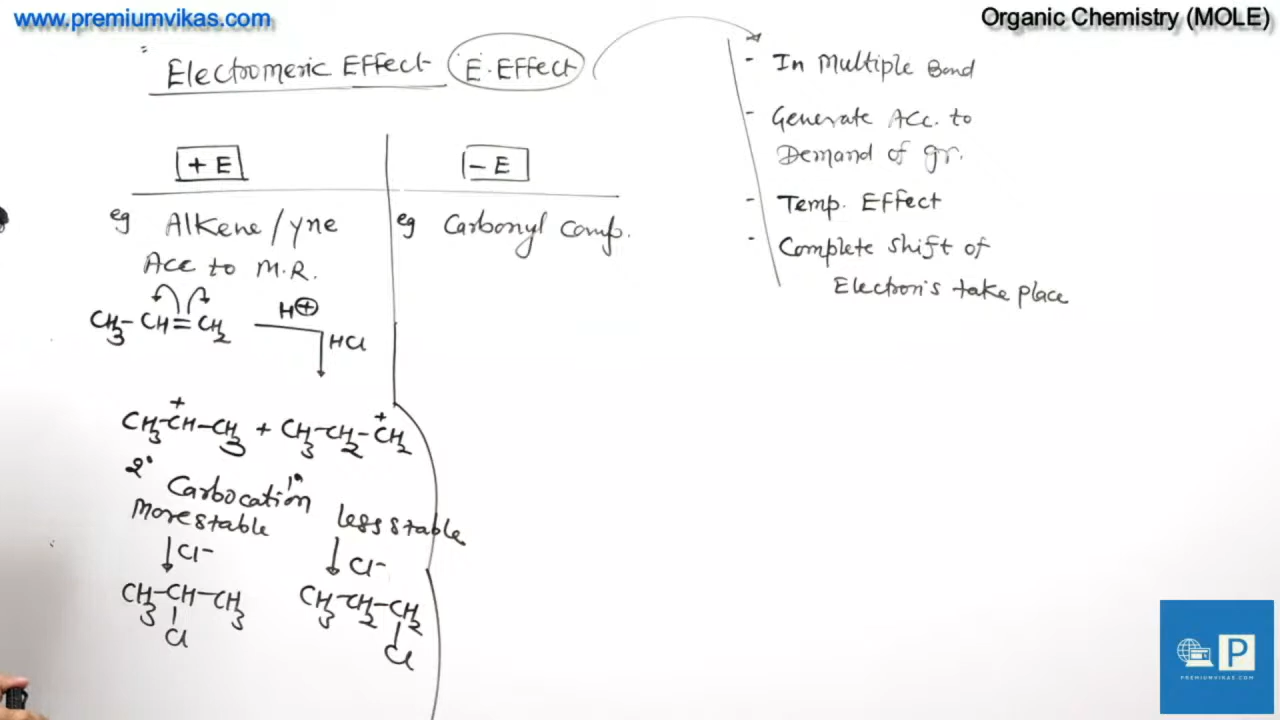 www.premiumvikas.com
Organic Chemistry (MOLE)
Electromeric Effect E.Effect
+ E
eg Alkene/yne
Acc to M.R.
CH3-CH=CH2
H⊕
HCl
CH3-C+H-CH3 + CH3-CH2-C+H2
2° Carbocation 1°
More stable
less stable
Cl-
Cl-
CH3-CH-CH3
Cl
CH3-CH2-CH2
Cl
- E
eg Carbonyl comp.
- In Multiple Bond
- Generate Acc. to
Demand of gr.
- Temp. Effect
- Complete Shift of
Electron's take place
P
PREMIUMVIKAS.COM